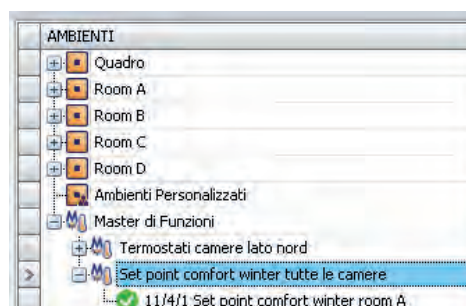 AMBIENTI
Quadro
Room A
Room B
Room C
Room D
Ambienti Personalizzati
Master di Funzioni
Termostati camere lato nord
Set point comfort winter tutte le camere
11/4/1 Set point comfort winter room A